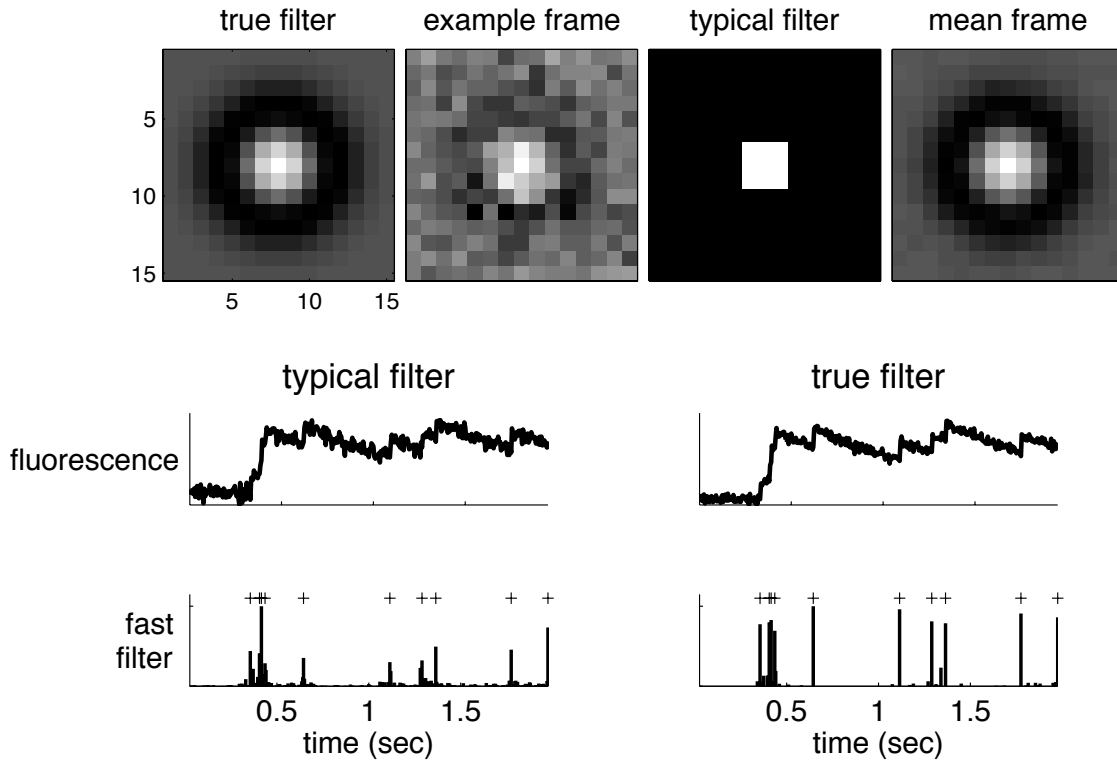 true filter
example frame
typical filter
mean frame
5
10
15
5
10
15
typical filter
true filter
fluorescence
fast
filter
0.5
1
1.5
time (sec)
0.5
1
1.5
time (sec)